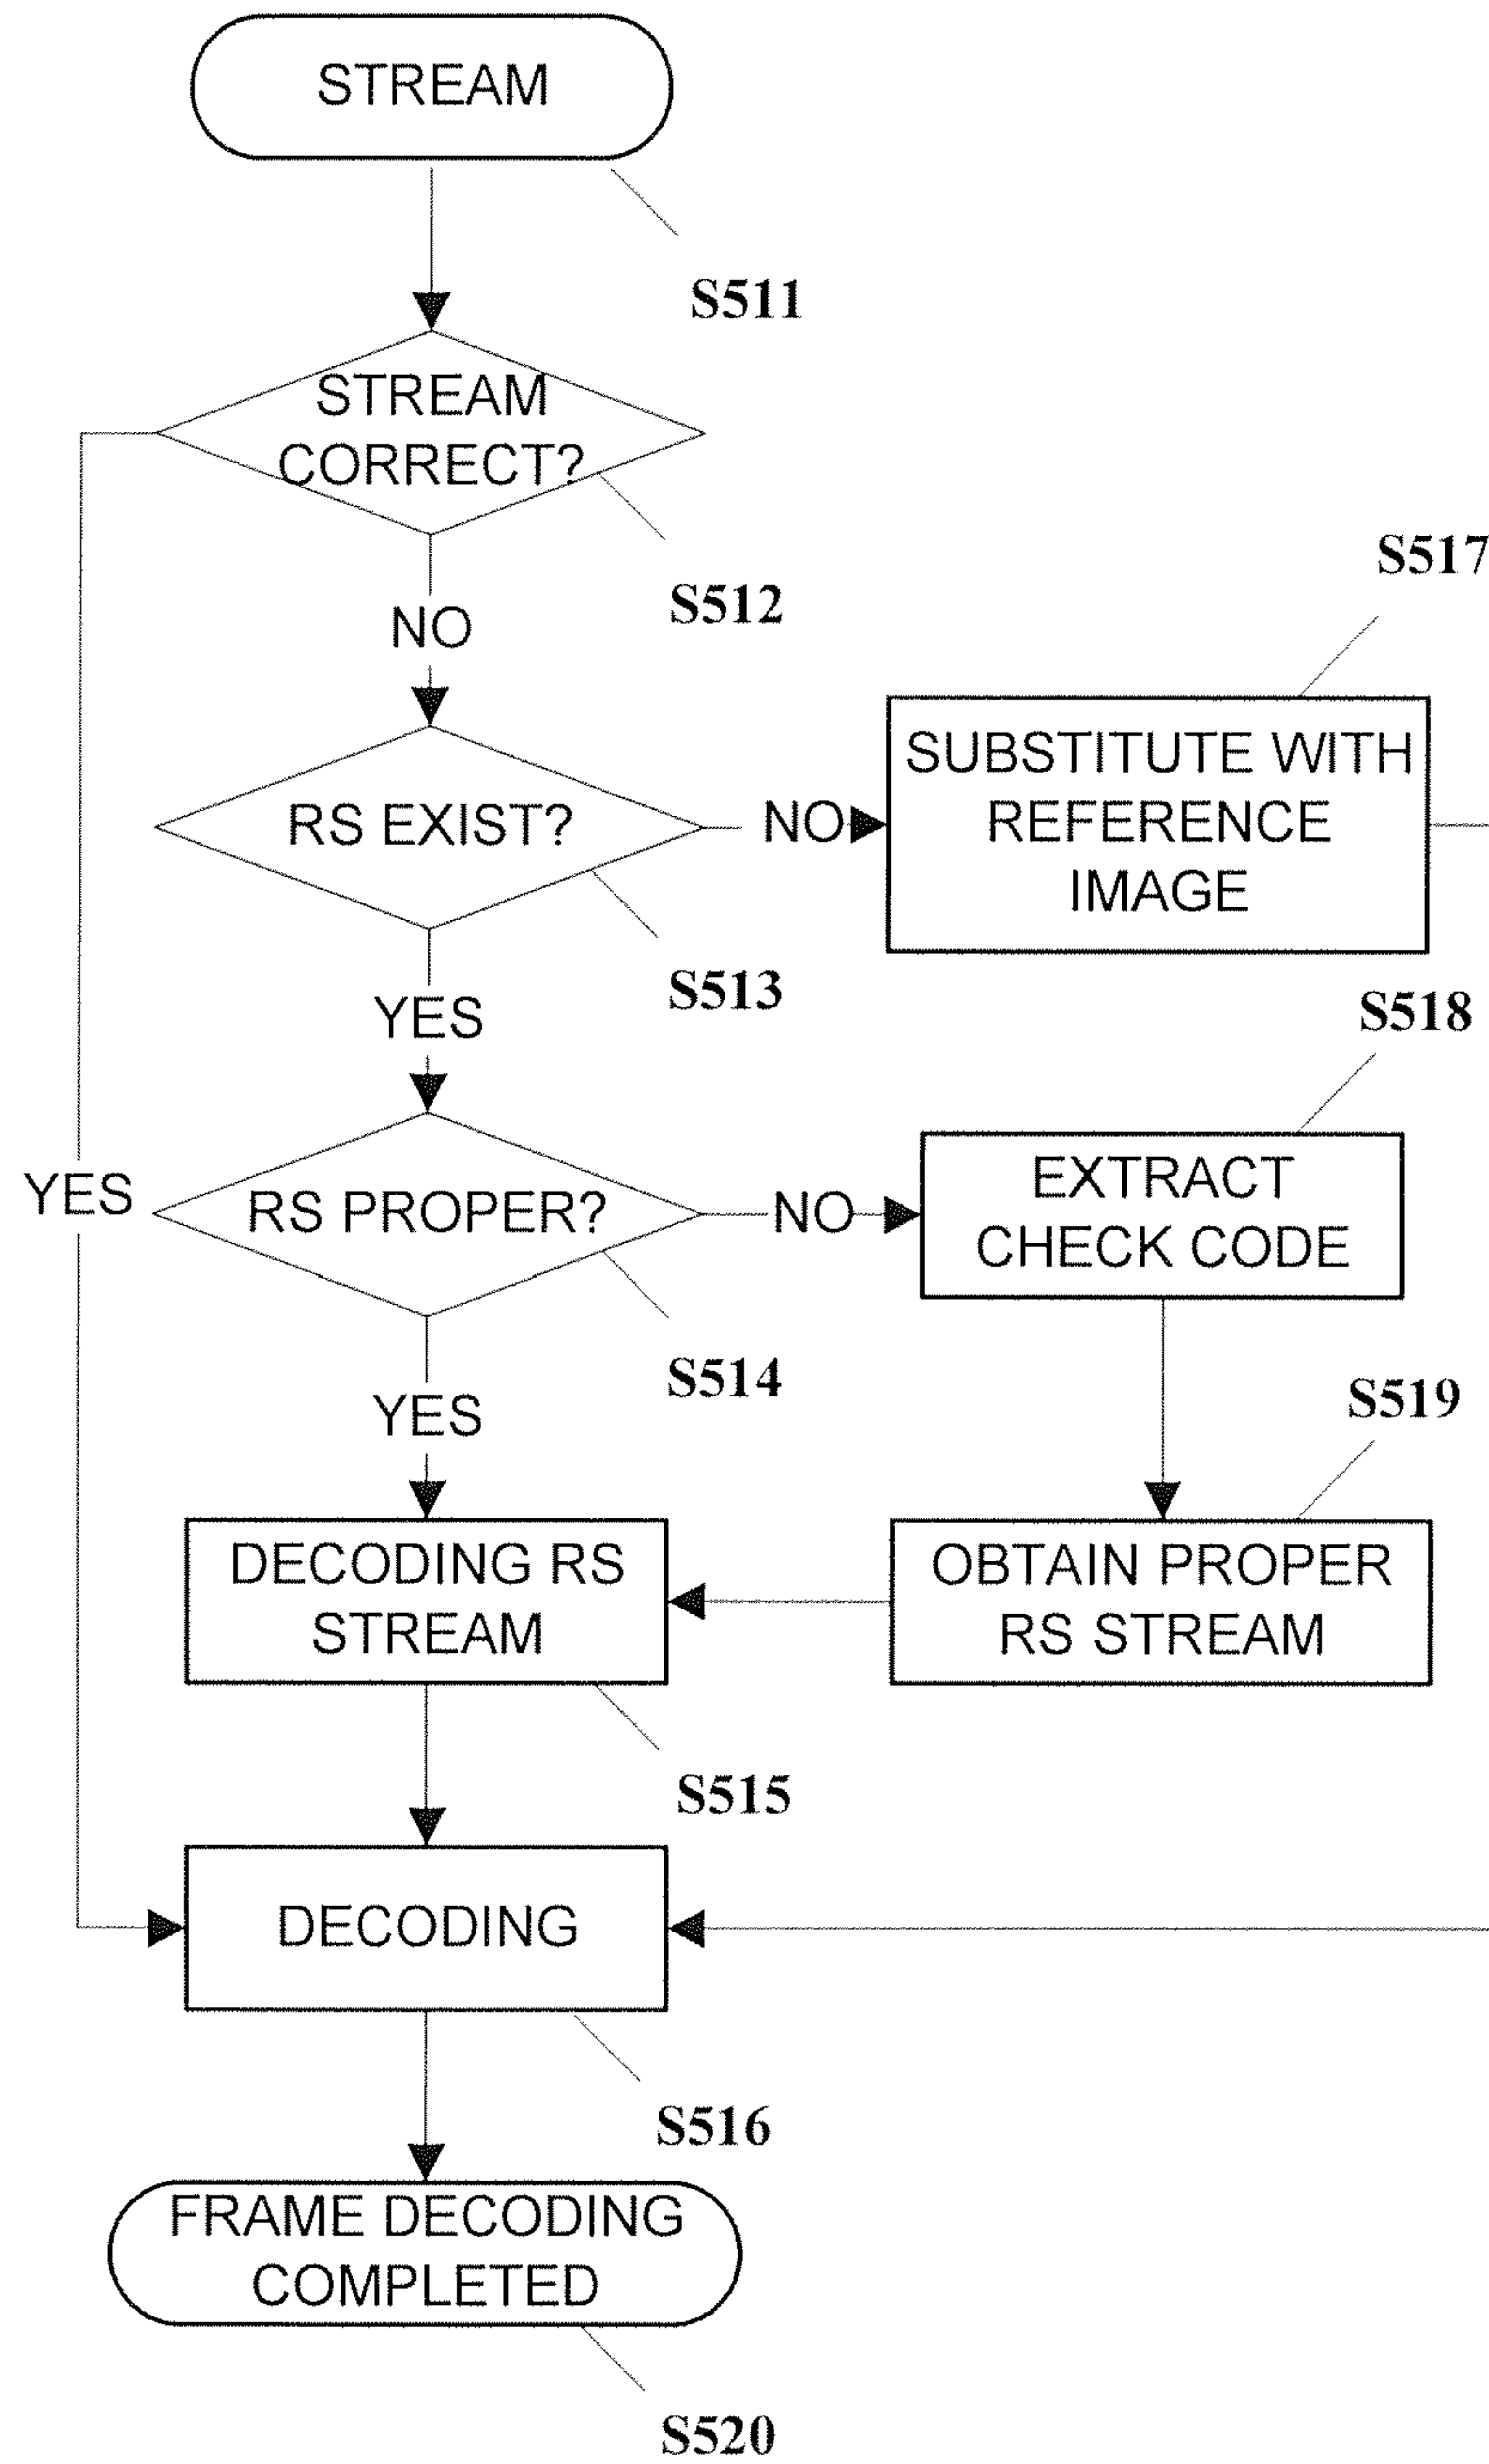 STREAM
S511
STREAM
CORRECT?
S512
NO
S517
SUBSTITUTE WITH
REFERENCE
IMAGE
RS EXIST?
NO
S513
YES
S518
EXTRACT
CHECK CODE
YES
RS PROPER?
NO
S514
YES
S519
DECODING RS
STREAM
OBTAIN PROPER
RS STREAM
S515
DECODING
S516
FRAME DECODING
COMPLETED
S520